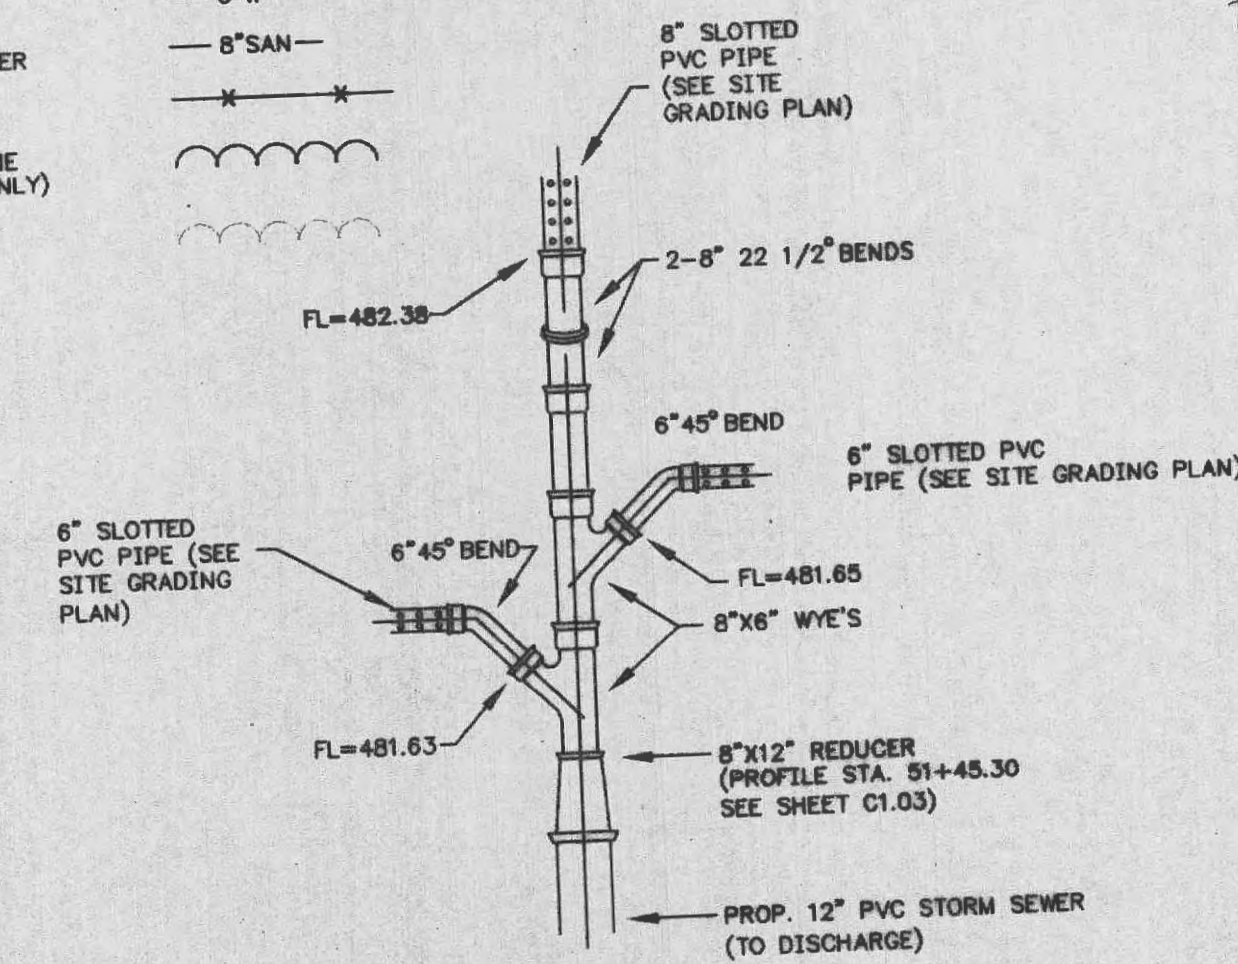 8"SAN
ER
NLY)
8" SLOTTED
PVC PIPE
(SEE SITE
GRADING PLAN)
2-8" 22 1/2° BENDS
FL=482.38
6"45° BEND
6" SLOTTED PVC
PIPE (SEE SITE GRADING PLAN)
6" SLOTTED
PVC PIPE (SEE
SITE GRADING
PLAN)
6"45° BEND
FL=481.65
8"X6" WYE'S
FL=481.63
8"X12" REDUCER
(PROFILE STA. 51+45.30
SEE SHEET C1.03)
PROP. 12" PVC STORM SEWER
(TO DISCHARGE)